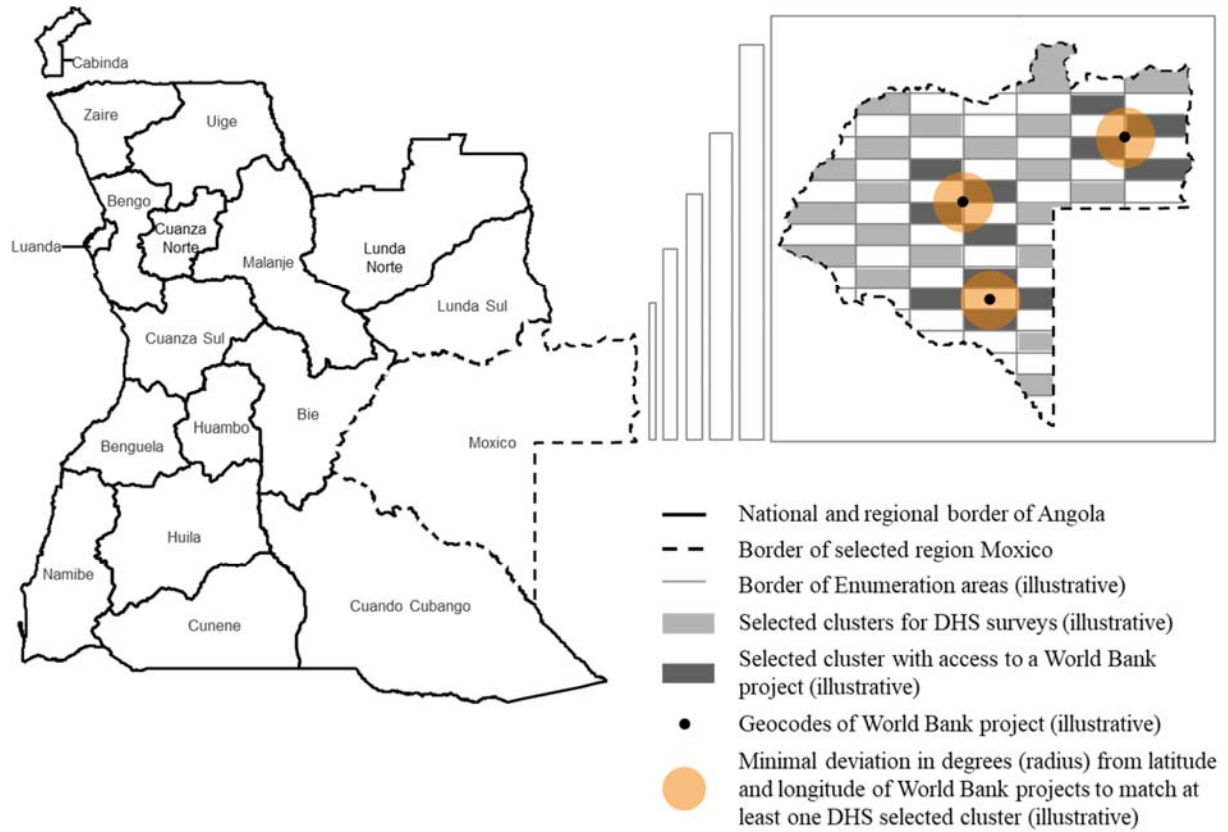 Cabinda
Zaire
Uige
Bengo
Cuanza
Norte
Luanda
Malanje
Lunda
Norte
Lunda Sul
Cuanza Sul
Bie
Huambo
Benguela
Moxico
Huila
Namibe
Cuando Cubango
Cunene
National and regional border of Angola
Border of selected region Moxico
Border of Enumeration areas (illustrative)
Selected clusters for DHS surveys (illustrative)
Selected cluster with access to a World Bank
project (illustrative)
Geocodes of World Bank project (illustrative)
Minimal deviation in degrees (radius) from latitude
and longitude of World Bank projects to match at
least one DHS selected cluster (illustrative)